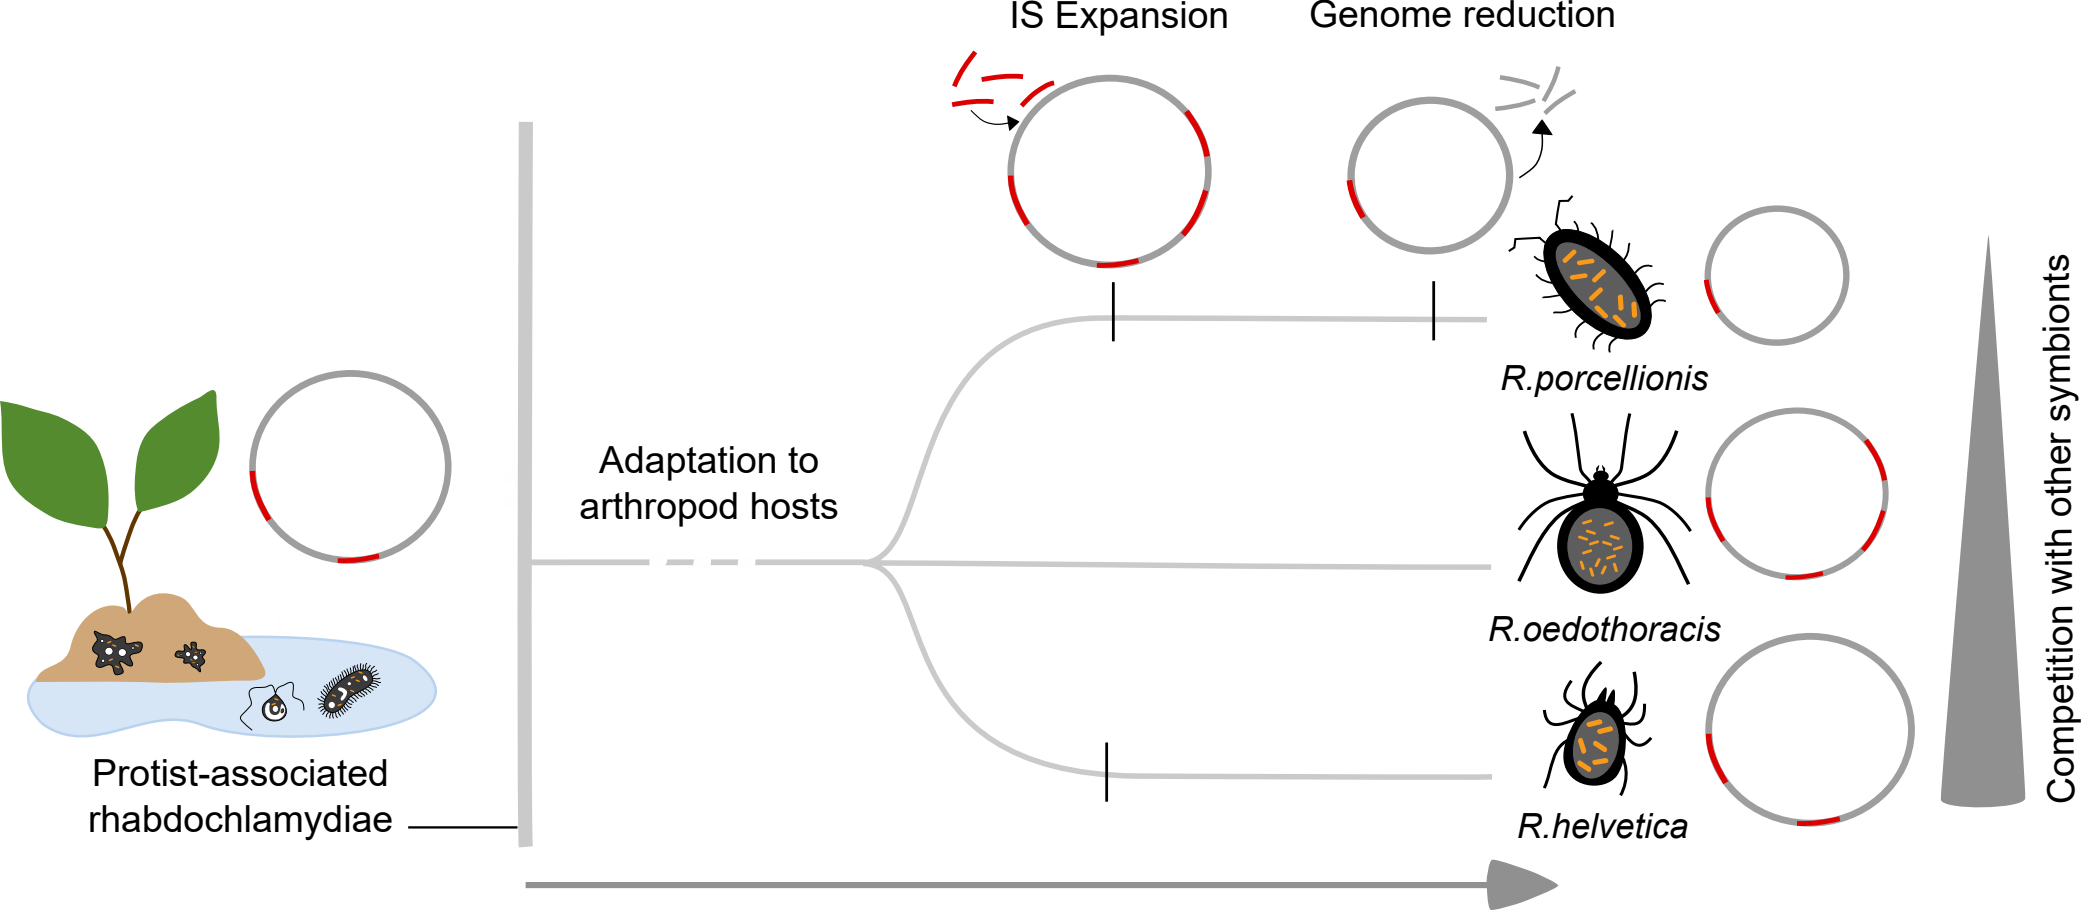 IS Expansion
Genome reduction
Adaptation to
arthropod hosts
R.porcellionis
R.oedothoracis
R.helvetica
Protist-associated
rhabdochlamydiae
Competition with other symbionts